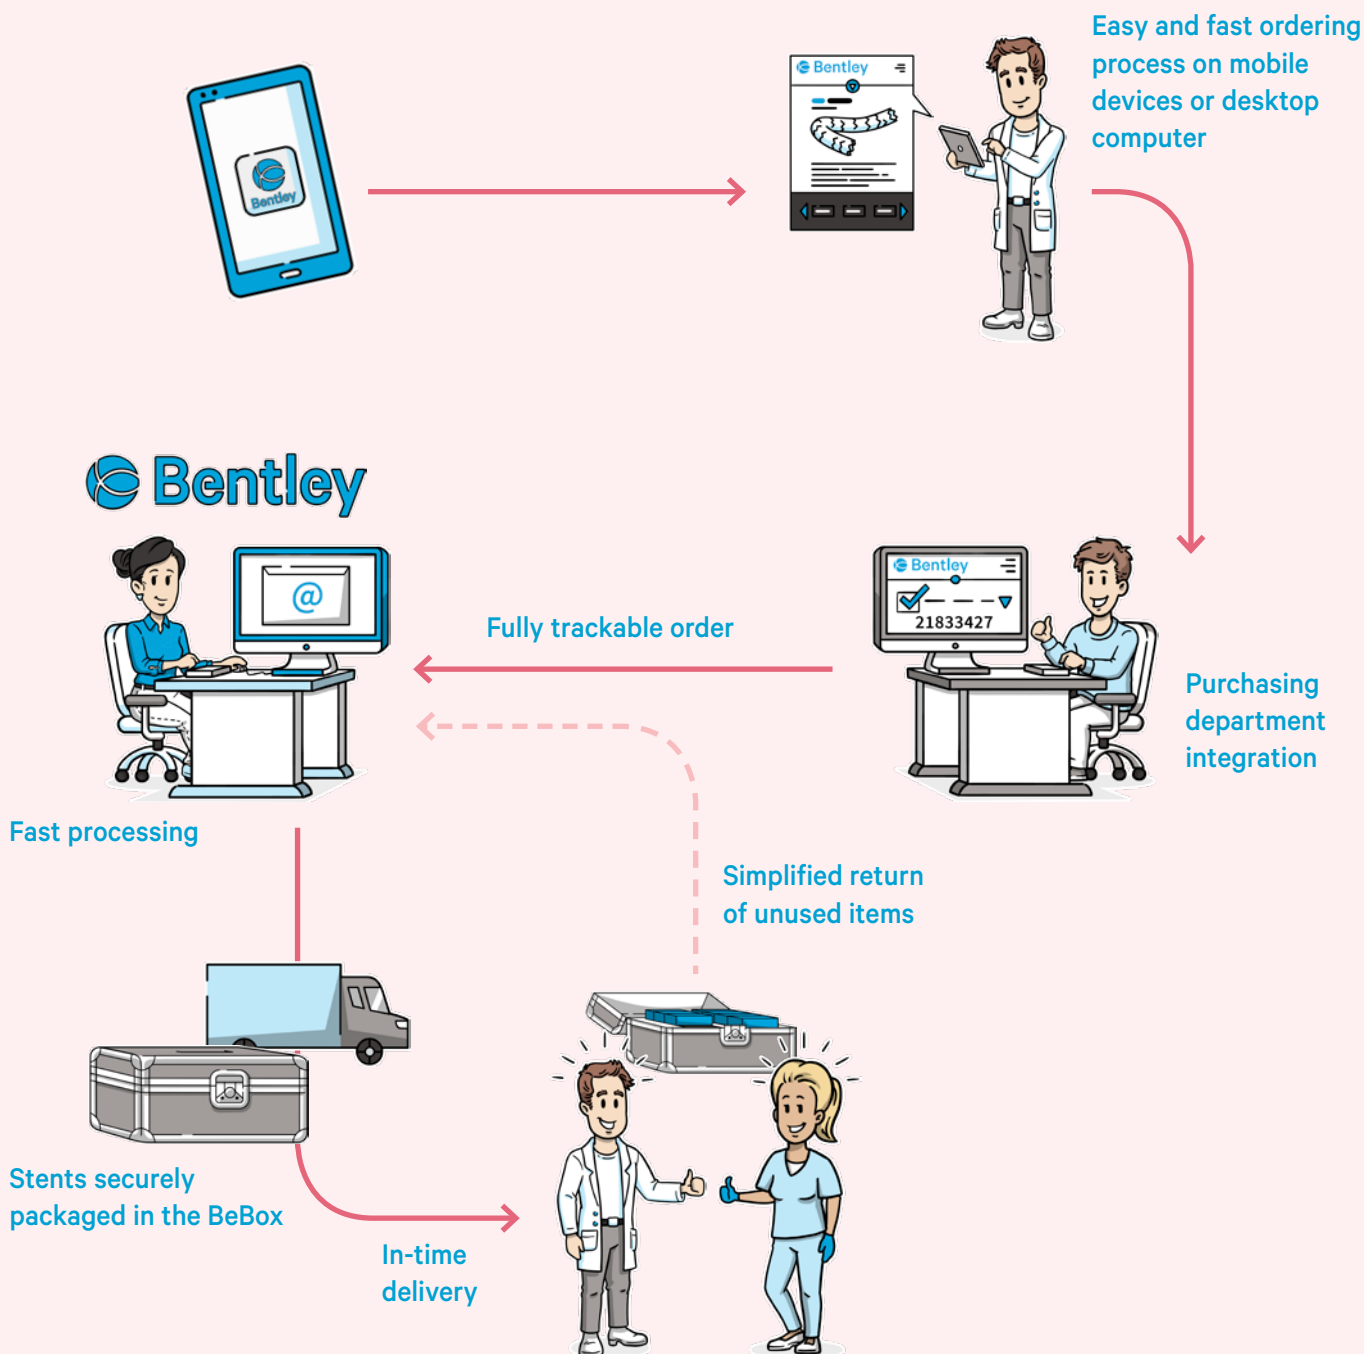 Easy and fast ordering
process on mobile
devices or desktop
computer
Bentley
Bentley
Bentley
@
Bentley
21833427
Fully trackable order
Purchasing
department
integration
Fast processing
Simplified return
of unused items
Stents securely
packaged in the BeBox
In-time
delivery